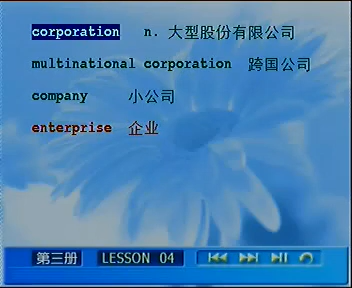 corporation n. 大型股份有限公司
multinational corporation 跨国公司
company 小公司
enterprise 企业
第三册 LESSON 04